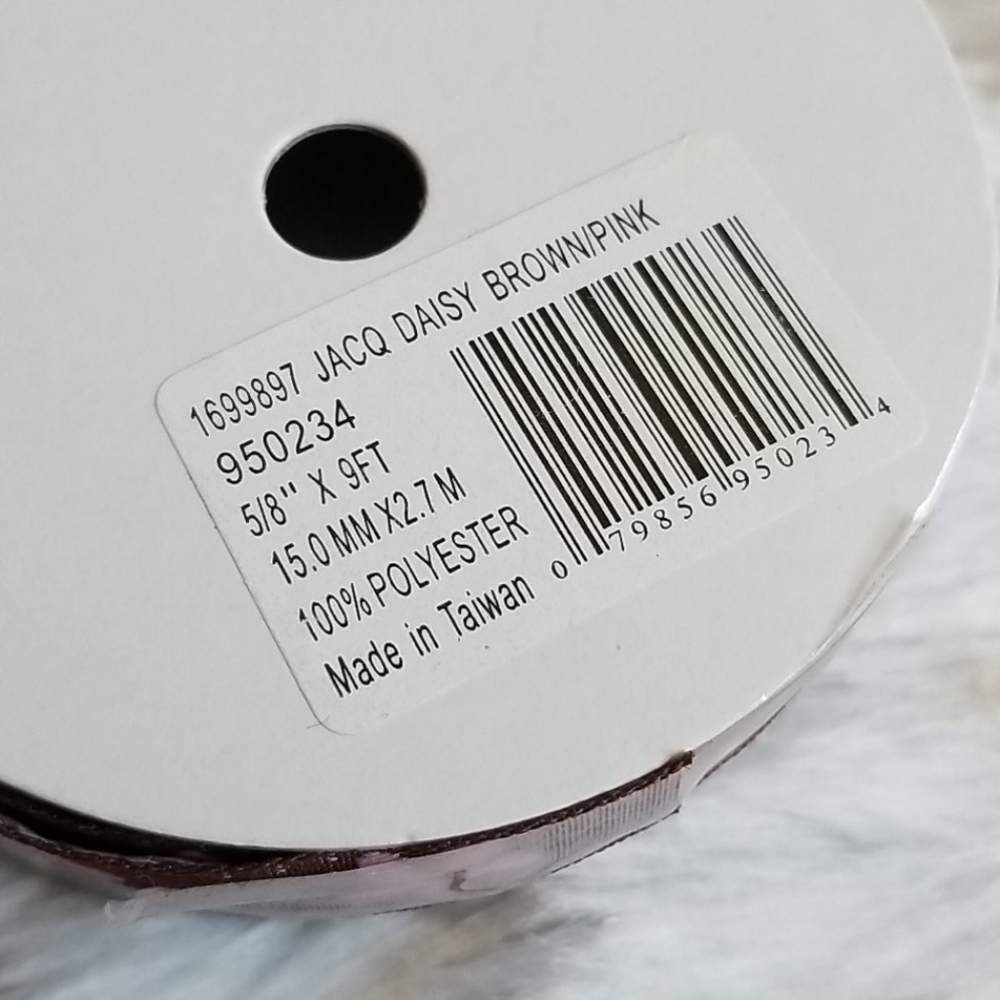 1699897 JACQ DAISY BROWN/PINK
950234
5/8" X 9FT
15.0 MM X2.7 M
100% POLYESTER
Made in Taiwan
0 79856 95023 4